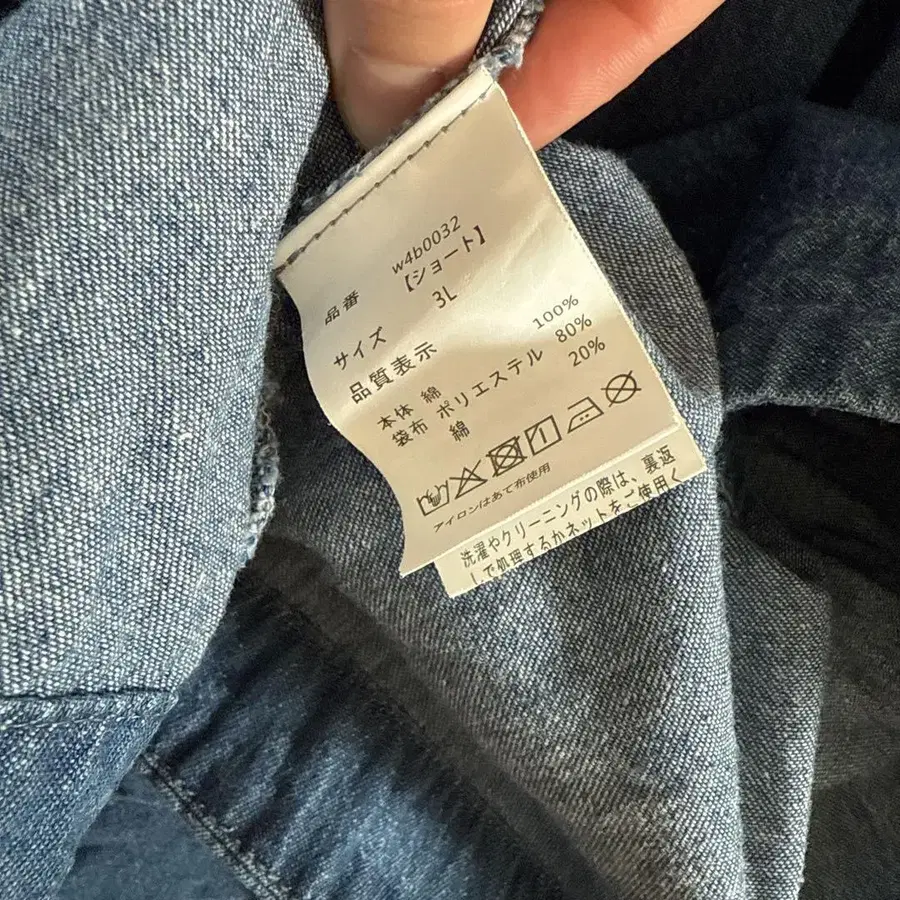 品番 w4b0032
【ショート】
サイズ 3L
品質表示
本体 綿 100%
袋布 ポリエステル 80%
綿 20%
アイロンはあて布使用
洗濯やクリーニングの際は、裏返
して処理するかネットをご使用く